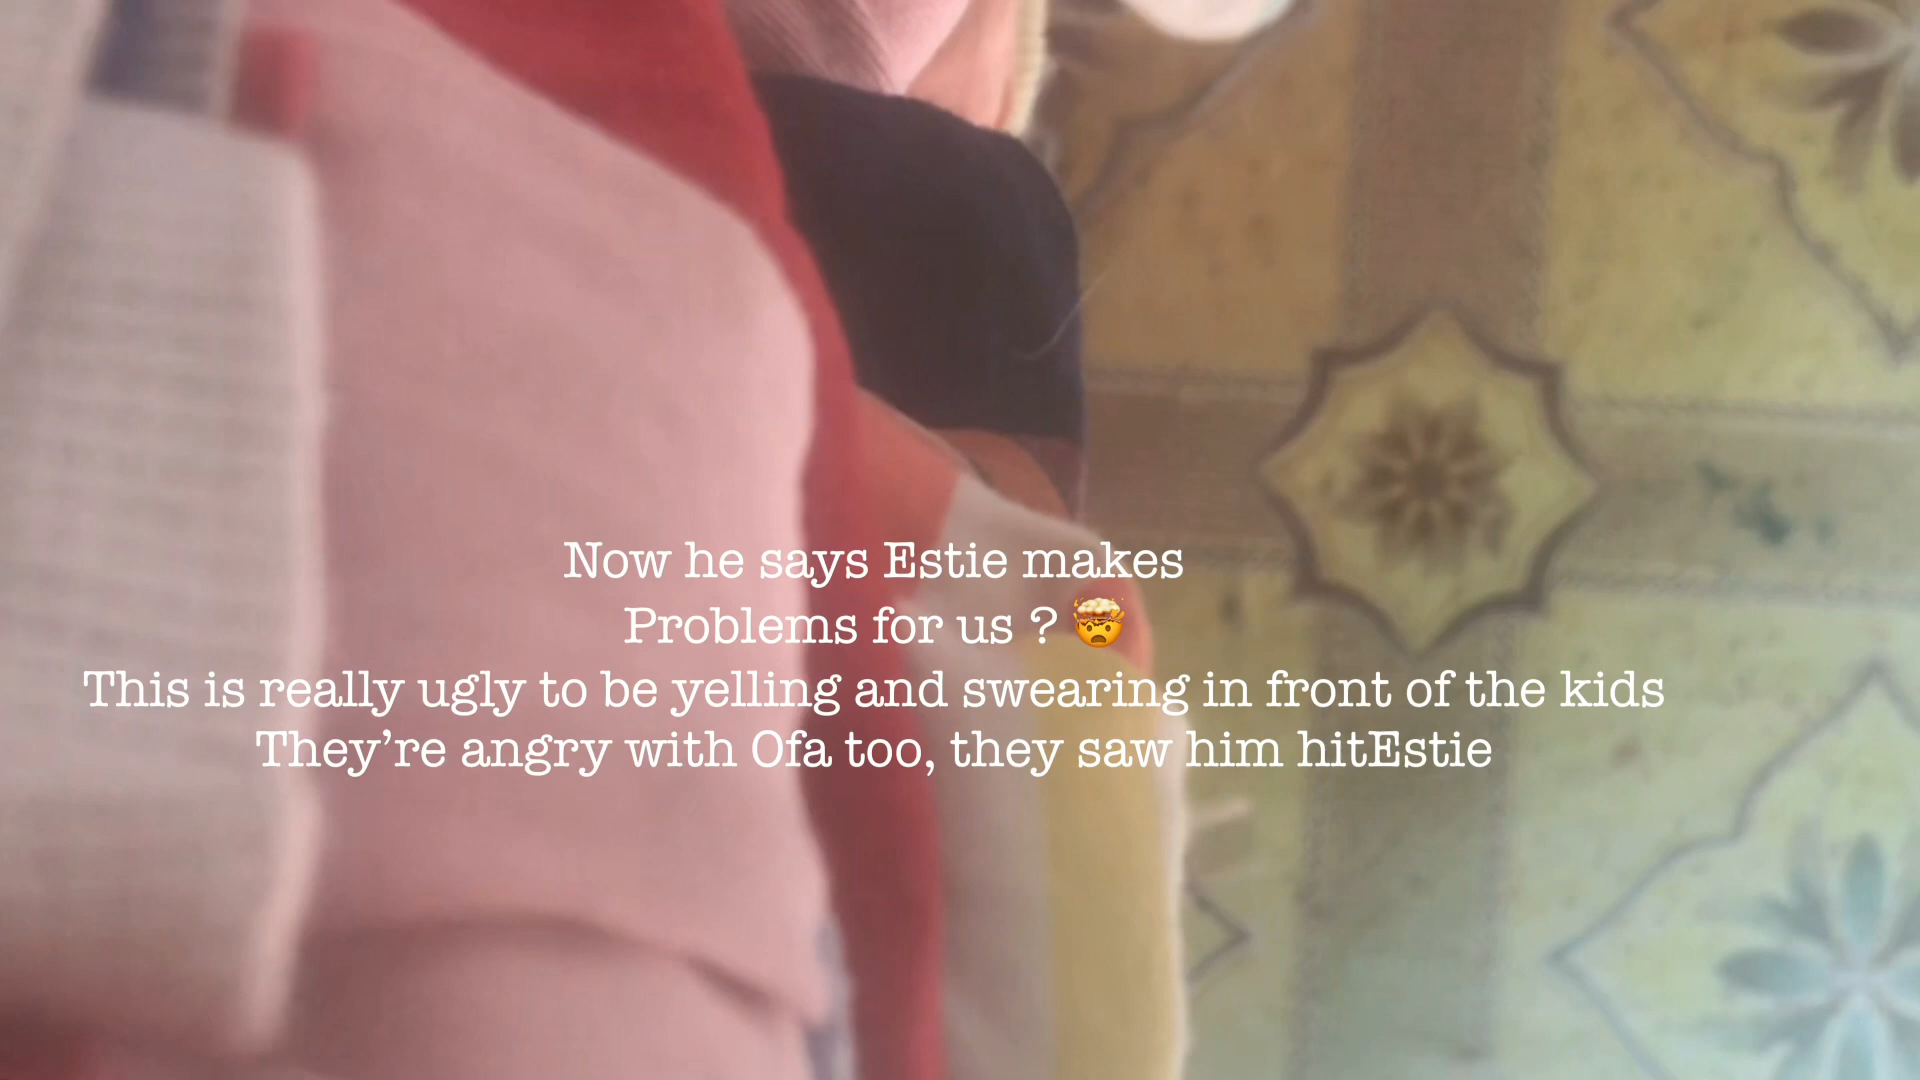 Now he says Estie makes
Problems for us ? 🤯
This is really ugly to be yelling and swearing in front of the kids
They’re angry with Ofa too, they saw him hitEstie